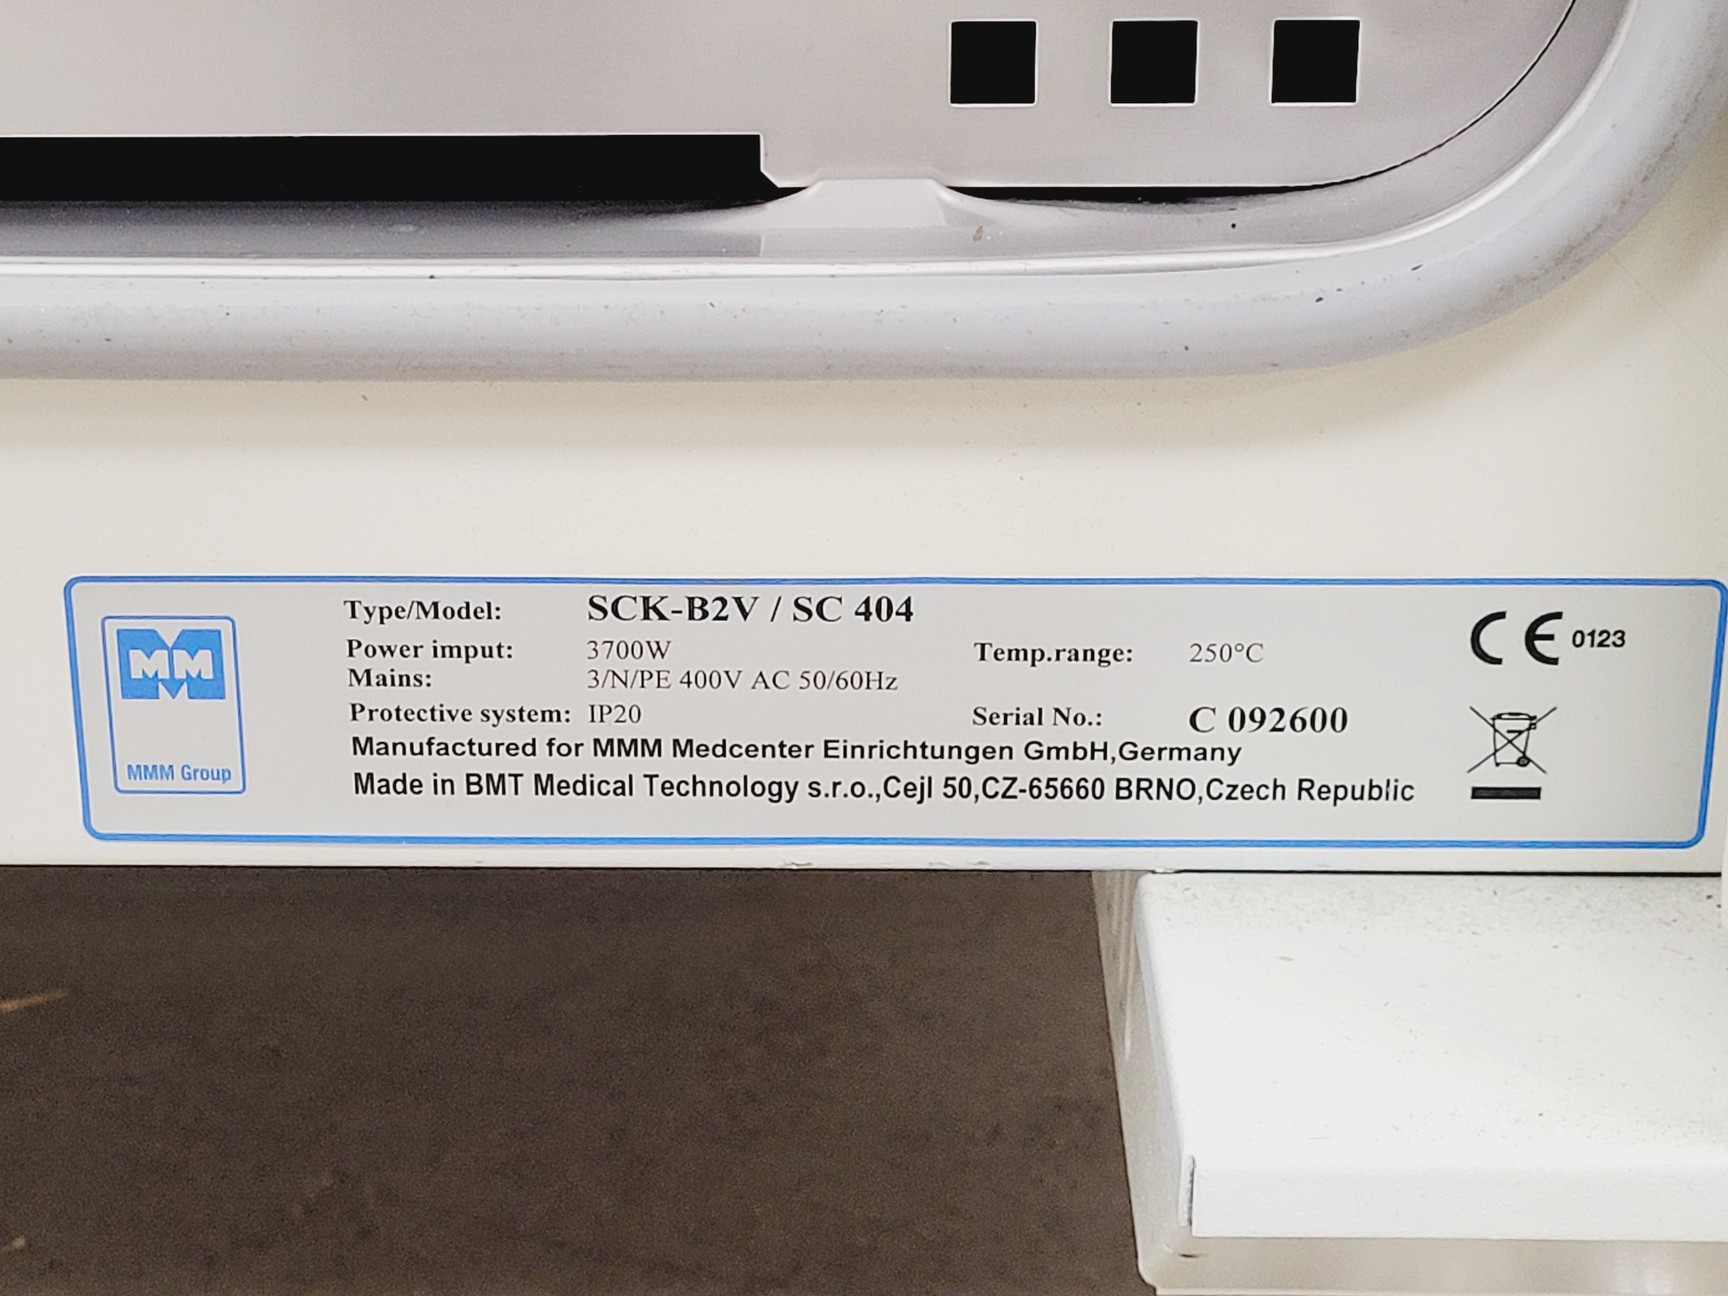 MMM
MMM Group
Type/Model: SCK-B2V / SC 404
Power imput: 3700W Temp.range: 250°C
Mains: 3/N/PE 400V AC 50/60Hz
Protective system: IP20 Serial No.: C 092600
Manufactured for MMM Medcenter Einrichtungen GmbH,Germany
Made in BMT Medical Technology s.r.o.,Cejl 50,CZ-65660 BRNO,Czech Republic
CE 0123